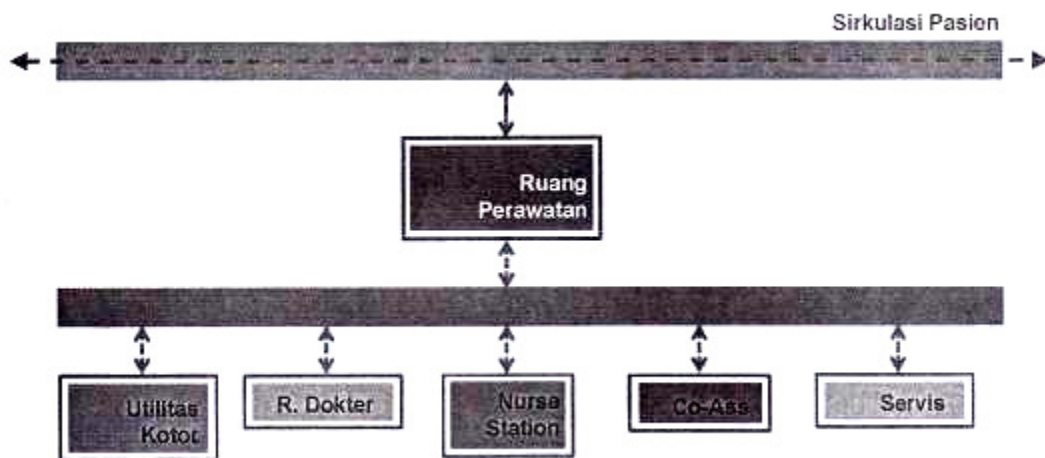 Sirkulasi Pasien
Ruang
Perawatan
Utilitas
Kotor
R. Dokter
Nurse
Station
Co-Ass
Servis